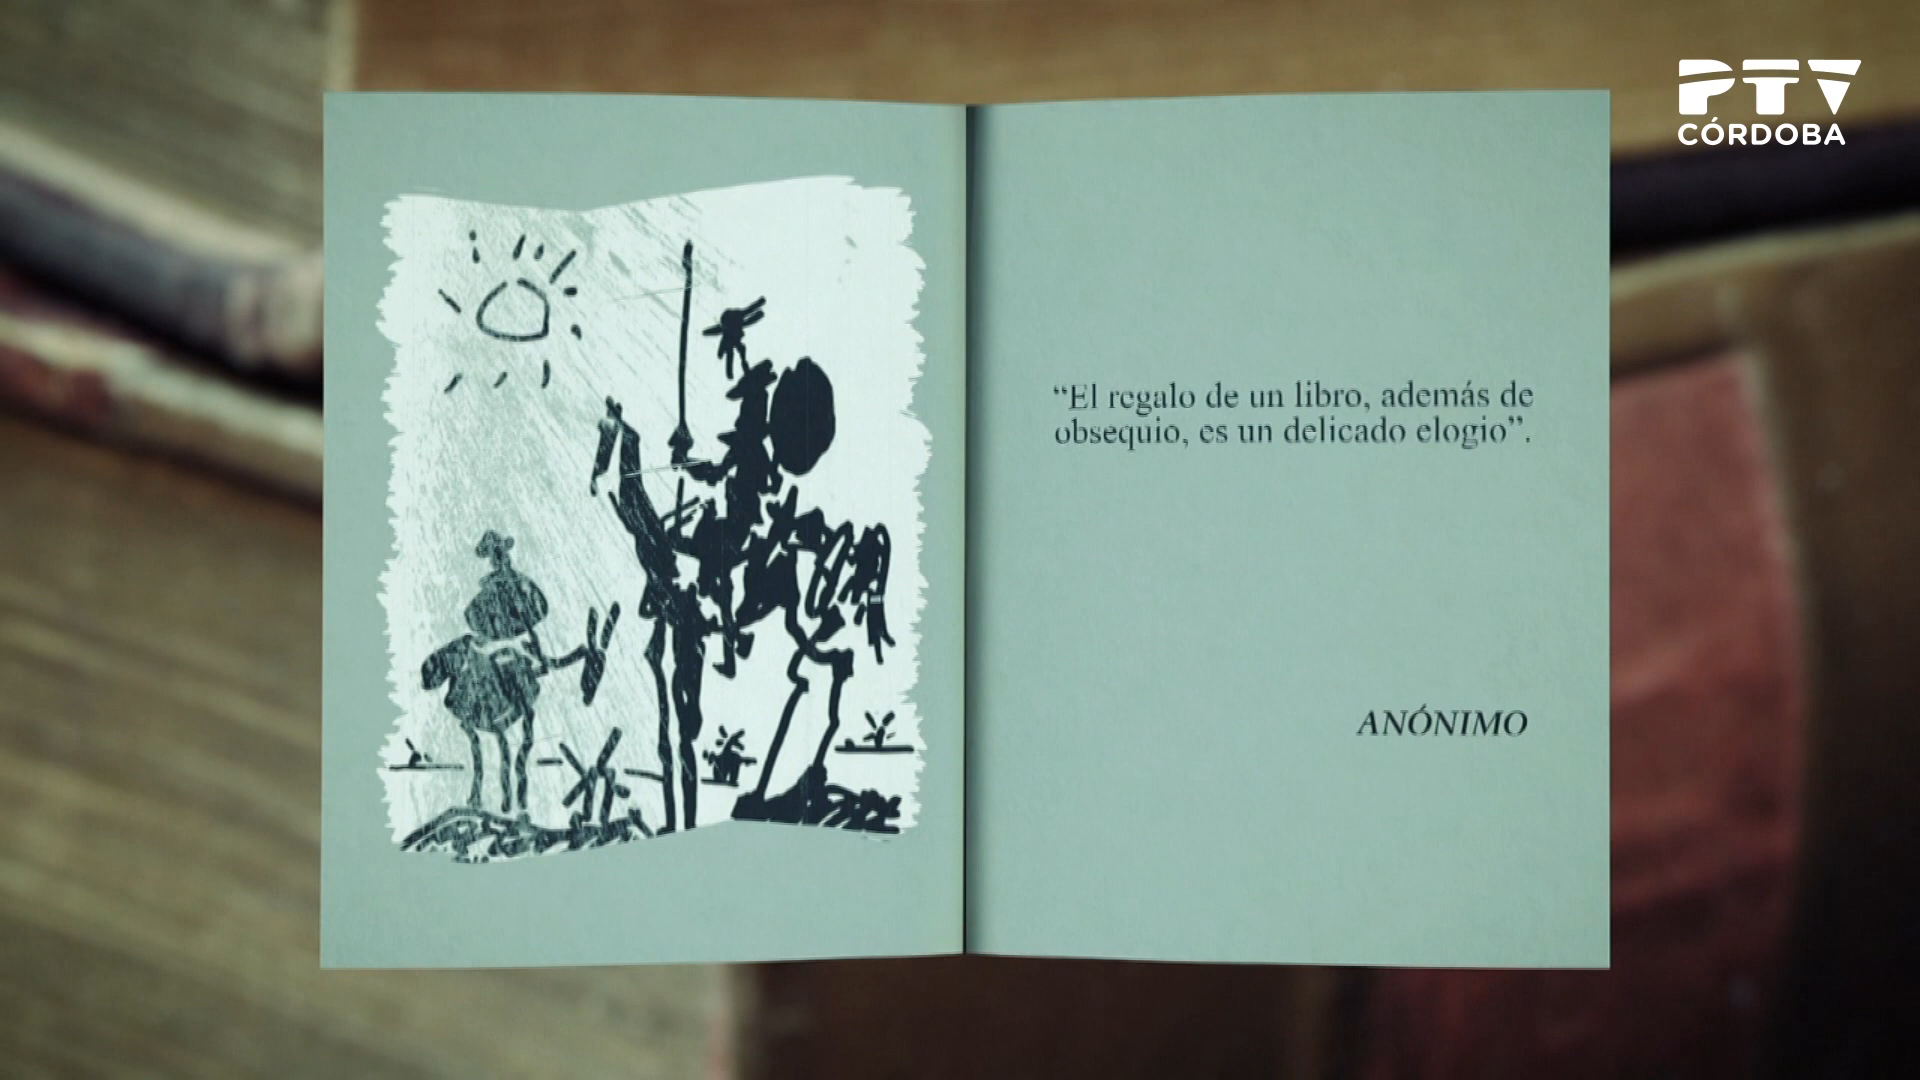 PTV
CÓRDOBA
“El regalo de un libro, además de
obsequio, es un delicado elogio”.
ANÓNIMO